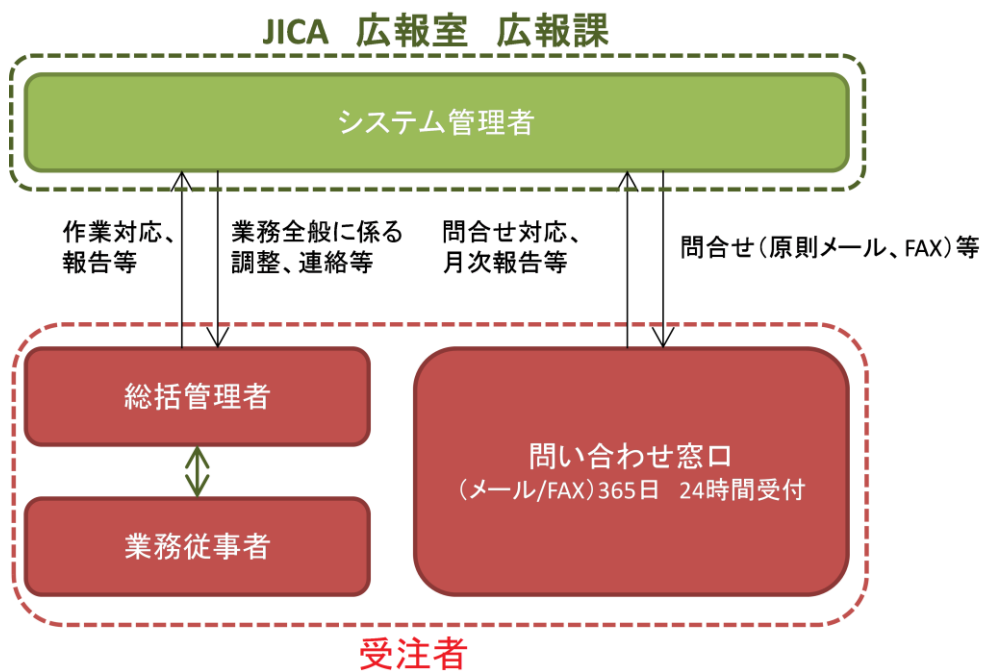 JICA 広報室 広報課
システム管理者
作業対応、
報告等
業務全般に係る
調整、連絡等
問合せ対応、
月次報告等
問合せ(原則メール、FAX)等
総括管理者
業務従事者
問い合わせ窓口
(メール/FAX)365日 24時間受付
受注者